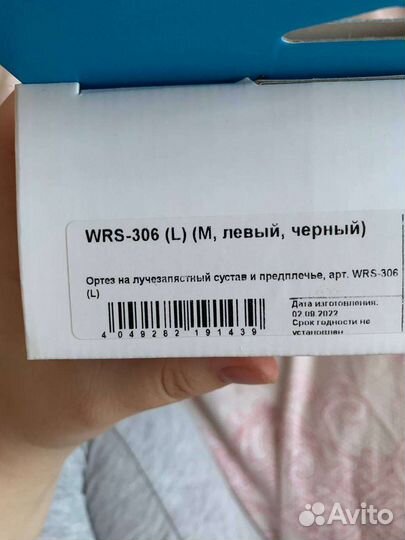 WRS-306 (L) (М, левый, черный)
Ортез на лучезапястный сустав и предплечье, арт. WRS-306
(L)
Дата изготовления.
02.09.2022
Срок годности не
установлен
4 049282 191439
Avito